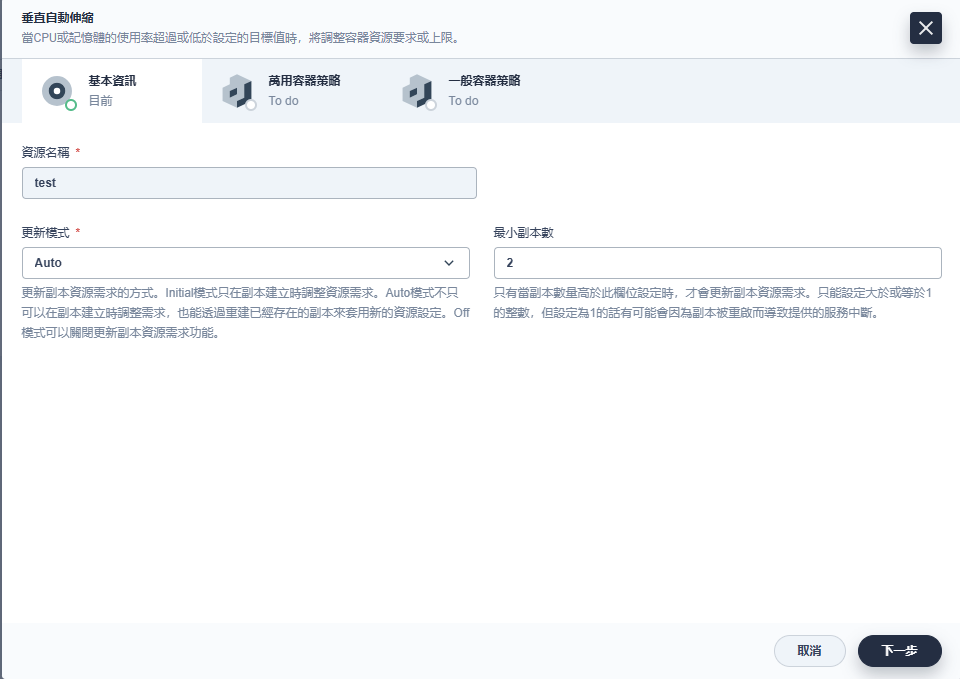 垂直自動伸縮
當CPU或記憶體的使用率超過或低於設定的目標值時，將調整容器資源要求或上限。
基本資訊
目前
萬用容器策略
To do
一般容器策略
To do
資源名稱 *
test
更新模式 *
Auto
更新副本資源需求的方式。Initial模式只在副本建立時調整資源需求。Auto模式不只
可以在副本建立時調整需求，也能透過重建已經存在的副本來套用新的資源設定。Off
模式可以關閉更新副本資源需求功能。
最小副本數
2
只有當副本數量高於此欄位設定時，才會更新副本資源需求。只能設定大於或等於1
的整數，但設定為1的話有可能會因為副本被重啟而導致提供的服務中斷。
取消
下一步